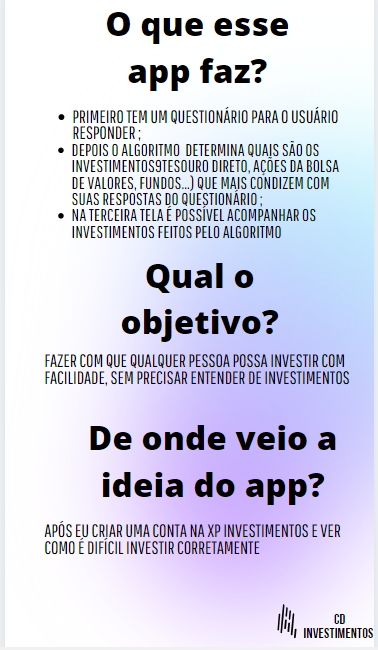 O que esse
app faz?
• PRIMEIRO TEM UM QUESTIONÁRIO PARA O USUÁRIO
RESPONDER ;
• DEPOIS O ALGORITMO DETERMINA QUAIS SÃO OS
INVESTIMENTOS9TESOURO DIRETO, AÇÕES DA BOLSA
DE VALORES, FUNDOS...) QUE MAIS CONDIZEM COM
SUAS RESPOSTAS DO QUESTIONÁRIO ;
• NA TERCEIRA TELA É POSSÍVEL ACOMPANHAR OS
INVESTIMENTOS FEITOS PELO ALGORITMO
Qual o
objetivo?
FAZER COM QUE QUALQUER PESSOA POSSA INVESTIR COM
FACILIDADE, SEM PRECISAR ENTENDER DE INVESTIMENTOS
De onde veio a
ideia do app?
APÓS EU CRIAR UMA CONTA NA XP INVESTIMENTOS E VER
COMO É DIFÍCIL INVESTIR CORRETAMENTE
CD
INVESTIMENTOS